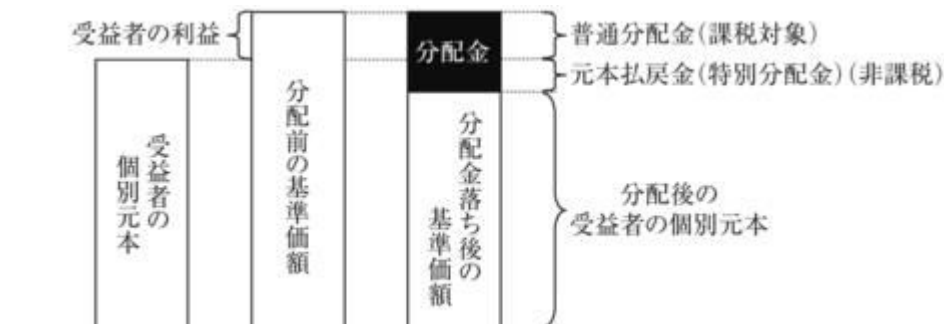 受益者の利益
受益者の
個別元本
分配前の基準価額
分配金
分配金落ち後の
基準価額
普通分配金(課税対象)
元本払戻金(特別分配金)(非課税)
分配後の
受益者の個別元本